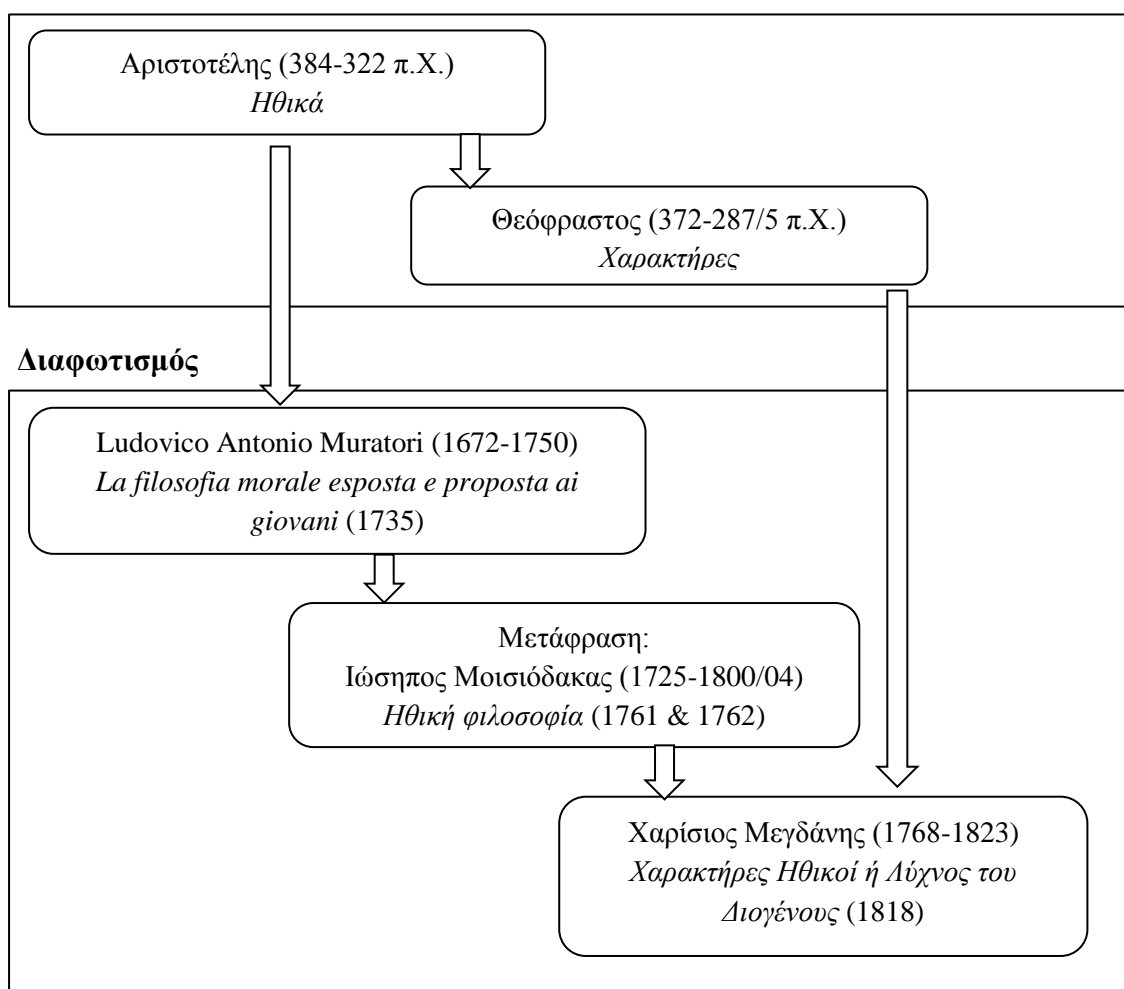 Αριστοτέλης (384-322 π.Χ.)
Ηθικά
Θεόφραστος (372-287/5 π.Χ.)
Χαρακτήρες
Διαφωτισμός
Ludovico Antonio Muratori (1672-1750)
La filosofia morale esposta e proposta ai
giovani (1735)
Μετάφραση:
Ιώσηπος Μοισιόδακας (1725-1800/04)
Ηθική φιλοσοφία (1761 & 1762)
Χαρίσιος Μεγδάνης (1768-1823)
Χαρακτήρες Ηθικοί ή Λύχνος του
Διογένους (1818)